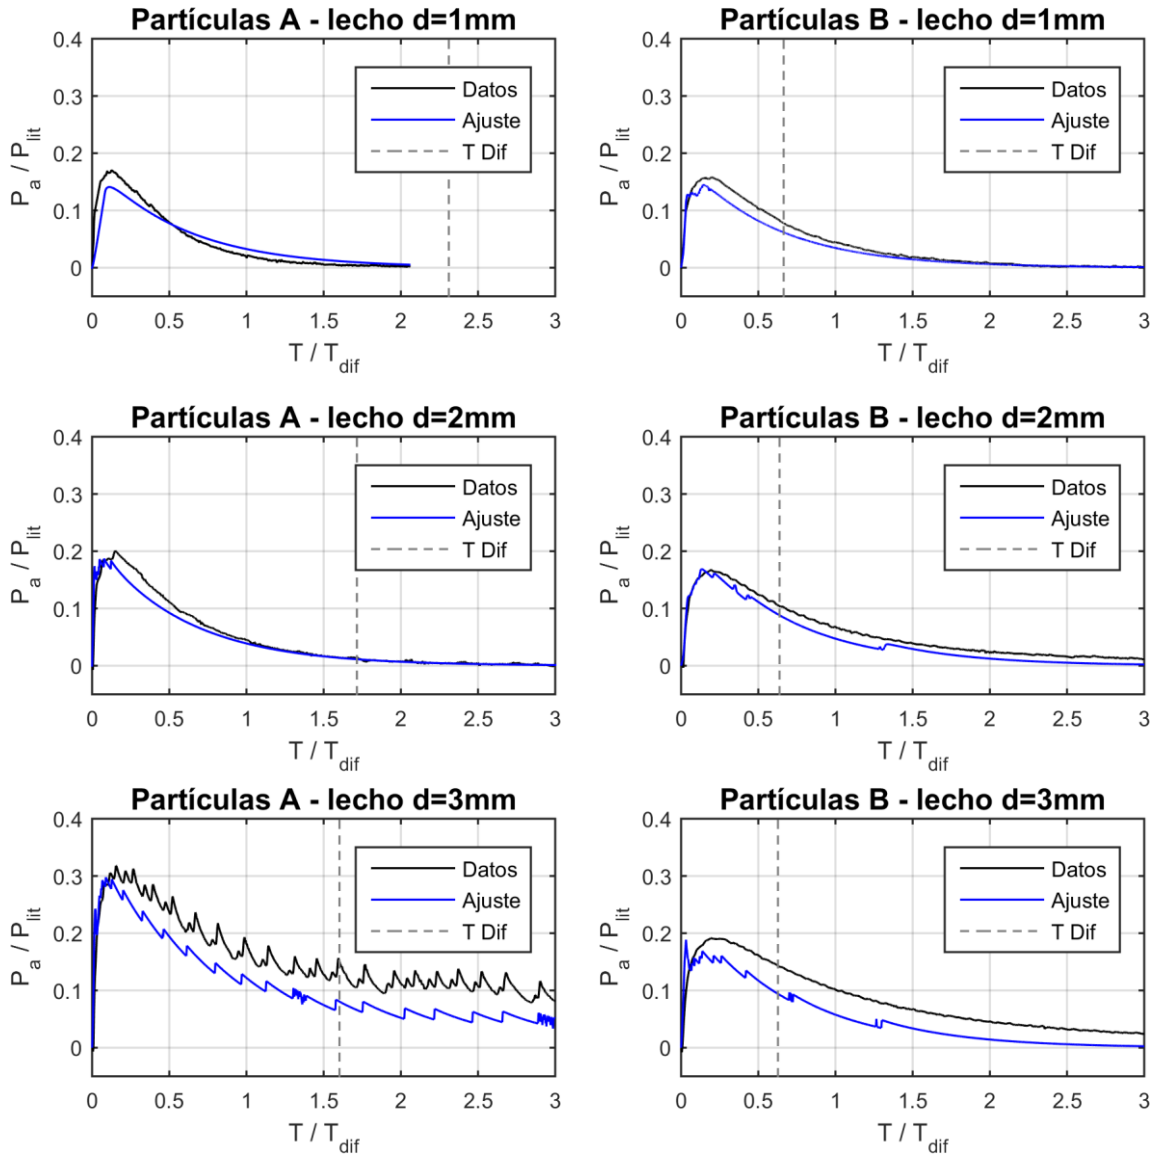 Partículas A - lecho d=1mm
P_a / P_lit
0.4
0.3
0.2
0.1
0
Datos
Ajuste
T Dif
0 0.5 1 1.5 2 2.5 3
T / T_dif
Partículas B - lecho d=1mm
P_a / P_lit
0.4
0.3
0.2
0.1
0
Datos
Ajuste
T Dif
0 0.5 1 1.5 2 2.5 3
T / T_dif
Partículas A - lecho d=2mm
P_a / P_lit
0.4
0.3
0.2
0.1
0
Datos
Ajuste
T Dif
0 0.5 1 1.5 2 2.5 3
T / T_dif
Partículas B - lecho d=2mm
P_a / P_lit
0.4
0.3
0.2
0.1
0
Datos
Ajuste
T Dif
0 0.5 1 1.5 2 2.5 3
T / T_dif
Partículas A - lecho d=3mm
P_a / P_lit
0.4
0.3
0.2
0.1
0
Datos
Ajuste
T Dif
0 0.5 1 1.5 2 2.5 3
T / T_dif
Partículas B - lecho d=3mm
P_a / P_lit
0.4
0.3
0.2
0.1
0
Datos
Ajuste
T Dif
0 0.5 1 1.5 2 2.5 3
T / T_dif